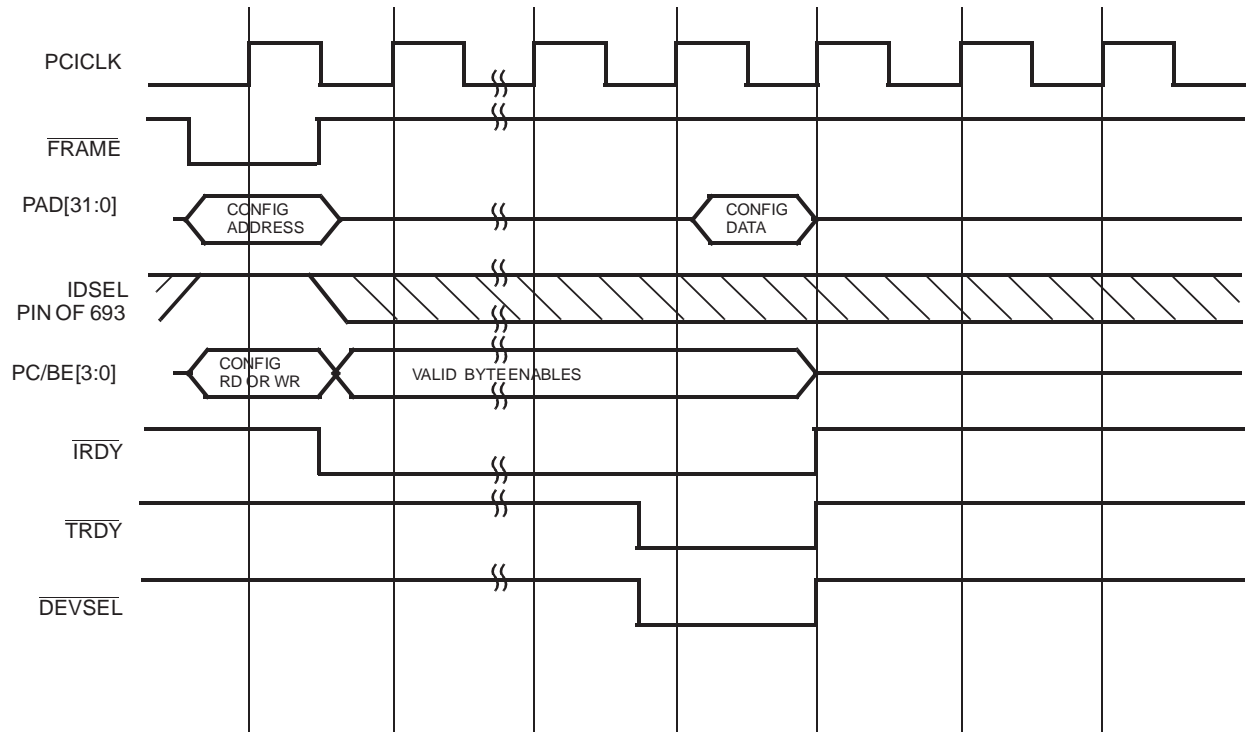 PCICLK
FRAME
PAD[31:0]
CONFIG
ADDRESS
CONFIG
DATA
IDSEL
PIN OF 693
PC/BE[3:0]
CONFIG
RD OR WR
VALID BYTE ENABLES
IRDY
TRDY
DEVSEL